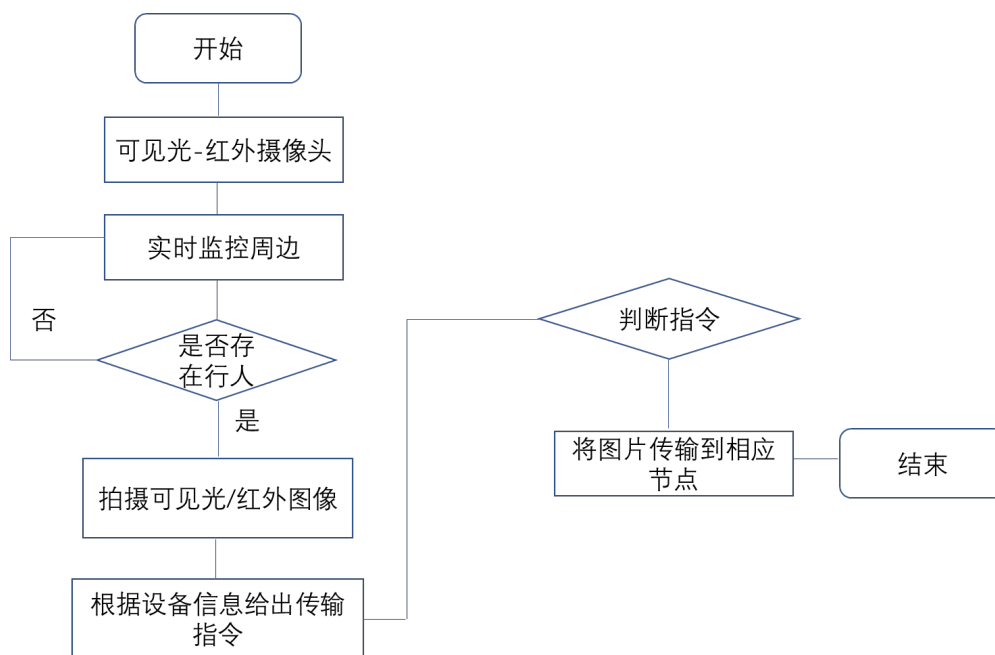 开始
可见光-红外摄像头
实时监控周边
否
是否存
在行人
是
拍摄可见光/红外图像
根据设备信息给出传输
指令
判断指令
将图片传输到相应
节点
结束